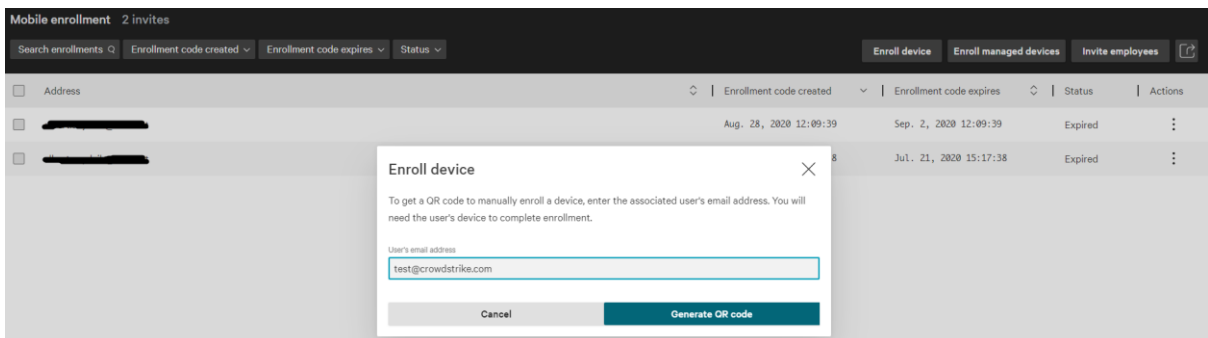 Mobile enrollment 2 invites
Search enrollments Enrollment code created Enrollment code expires Status Enroll device Enroll managed devices Invite employees
Address Enrollment code created Enrollment code expires Status Actions
Aug. 28, 2020 12:09:39 Sep. 2, 2020 12:09:39 Expired
8 Jul. 21, 2020 15:17:38 Expired
Enroll device
To get a QR code to manually enroll a device, enter the associated user's email address. You will
need the user's device to complete enrollment.
User's email address
test@crowdstrike.com
Cancel Generate QR code